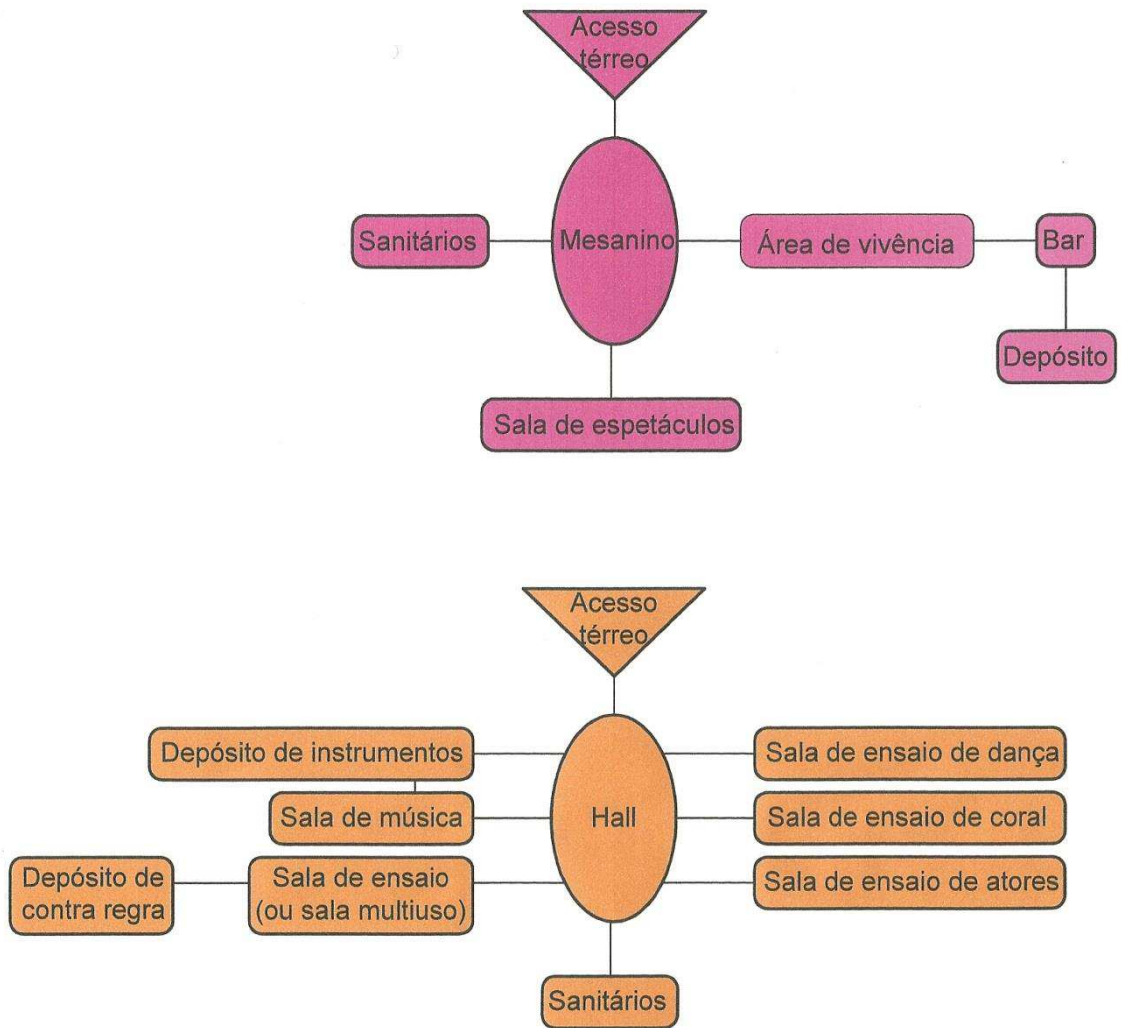 Acesso
térreo
Sanitários
Mesanino
Área de vivência
Bar
Depósito
Sala de espetáculos
Acesso
térreo
Depósito de instrumentos
Sala de ensaio de dança
Sala de música
Hall
Sala de ensaio de coral
Depósito de
contra regra
Sala de ensaio
(ou sala multiuso)
Sala de ensaio de atores
Sanitários